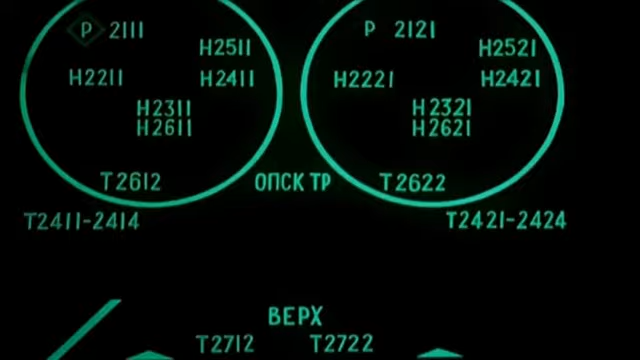 Р 2111
Р 2121
Н2511
Н2521
Н2211
Н2411
Н2221
Н2421
Н2311
Н2321
Н2611
Н2621
Т2612
ОПСК ТР
Т2622
Т2411-2414
Т2421-2424
ВЕРХ
Т2712
Т2722